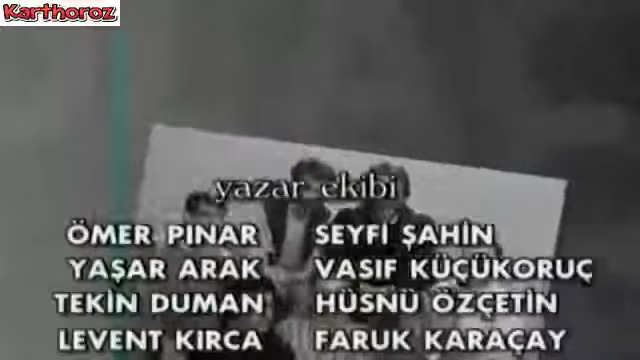 Karthoroz
yazar ekibi
ÖMER PINAR SEYFİ ŞAHİN
YAŞAR ARAK VASIF KÜÇÜKORUÇ
TEKİN DUMAN HÜSNÜ ÖZÇETİN
LEVENT KIRCA FARUK KARAÇAY